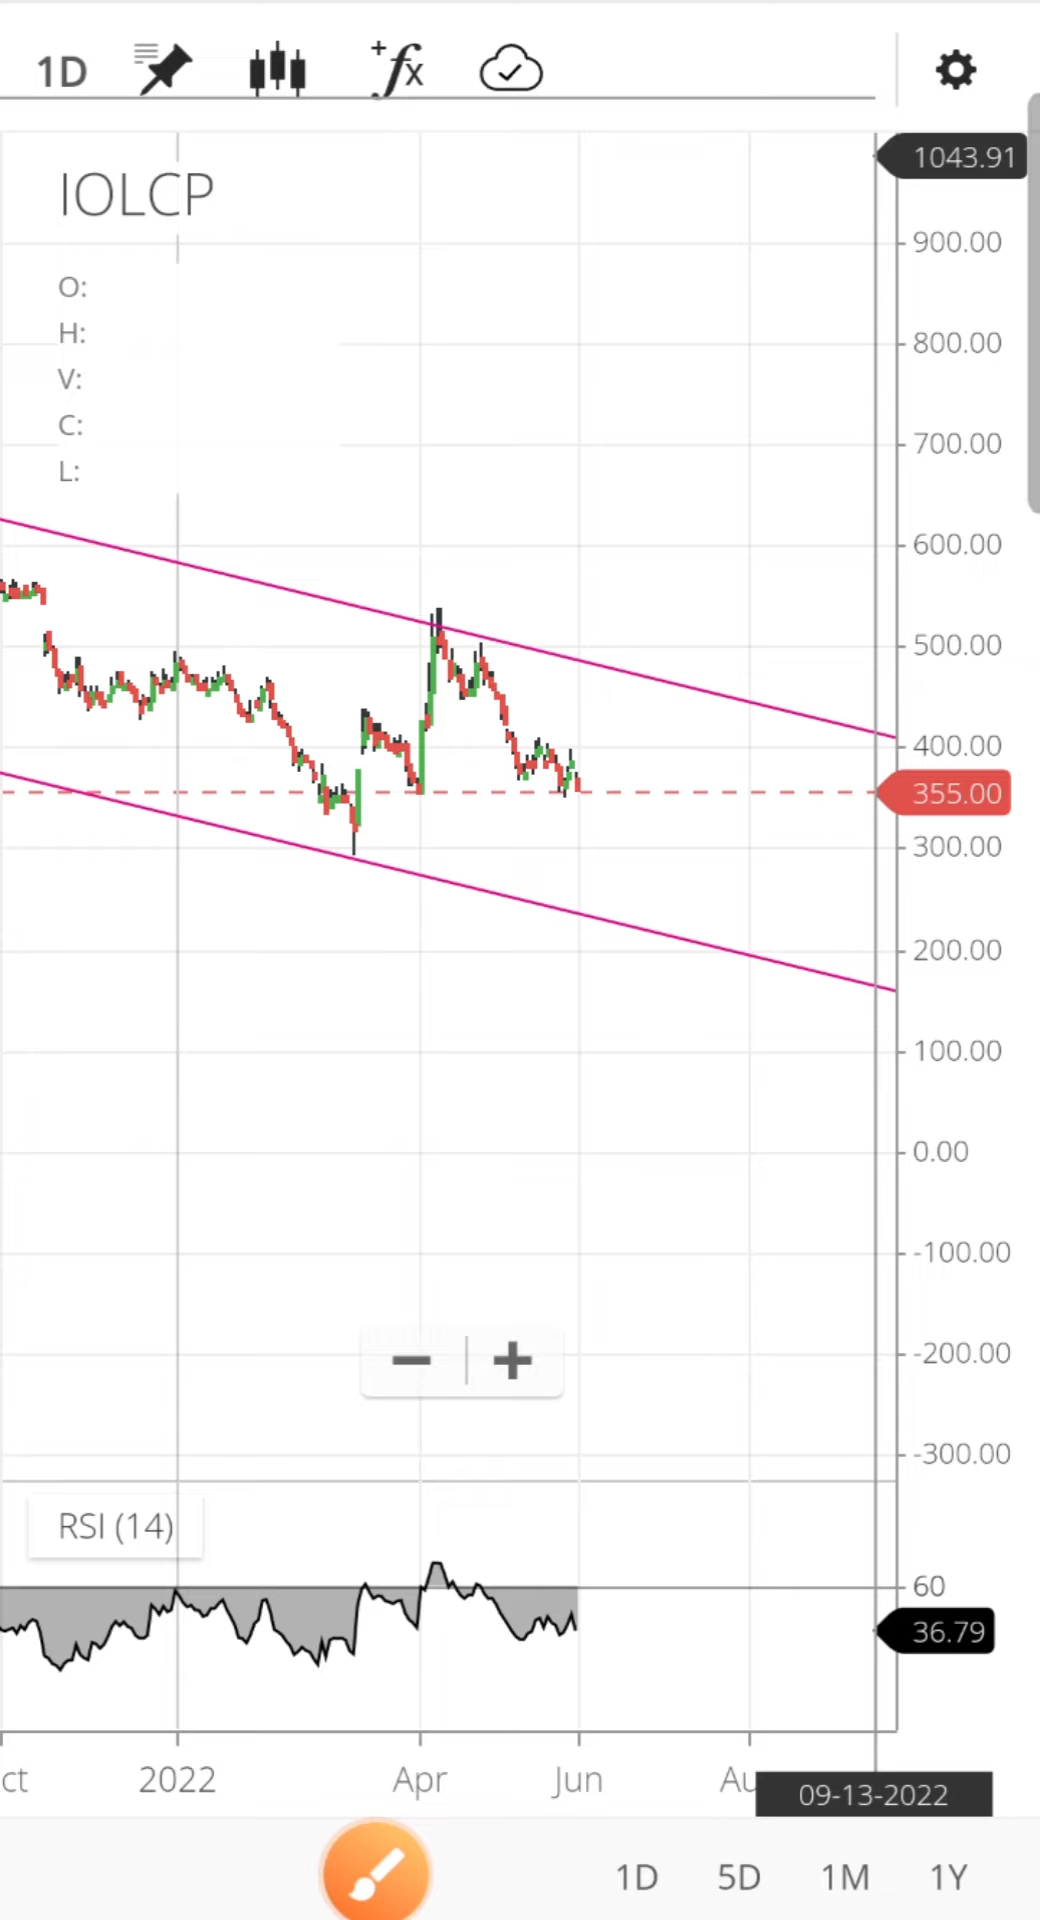 1D
+fx
1043.91
IOLCP
900.00
O:
H:
800.00
V:
C:
700.00
L:
600.00
500.00
400.00
355.00
300.00
200.00
100.00
0.00
-100.00
-200.00
-300.00
RSI (14)
60
36.79
ct 2022 Apr Jun Au
09-13-2022
1D 5D 1M 1Y